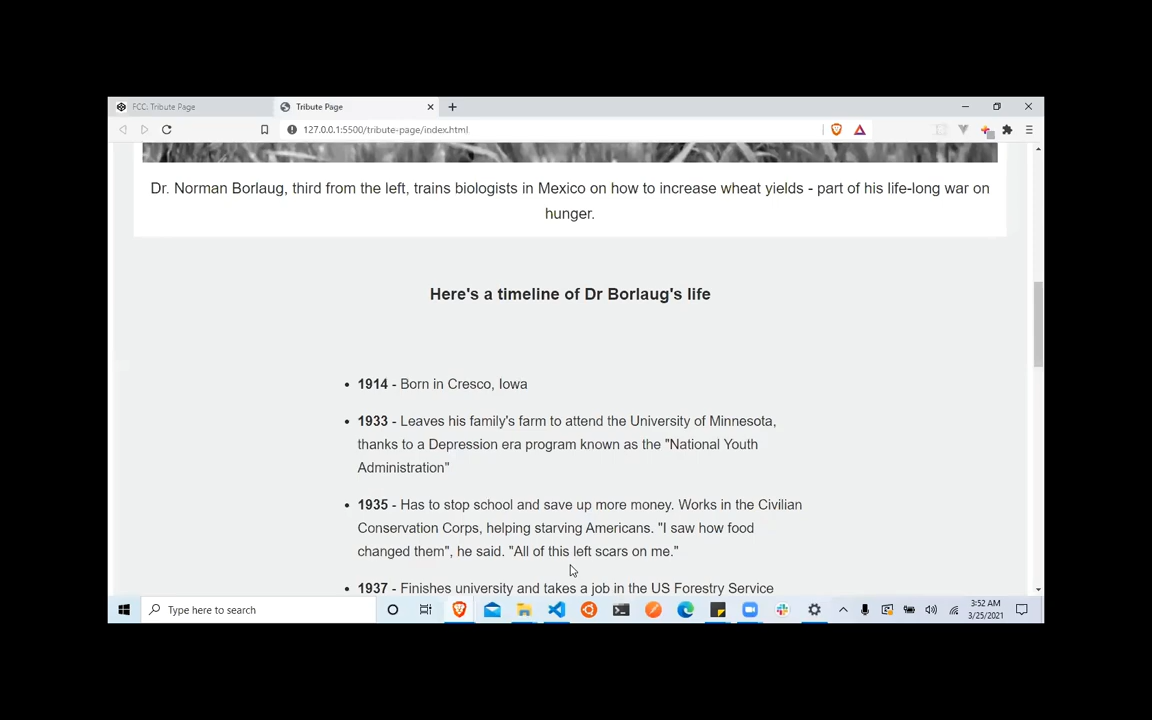 FCC: Tribute Page
Tribute Page
127.0.0.1:5500/tribute-page/index.html
Dr. Norman Borlaug, third from the left, trains biologists in Mexico on how to increase wheat yields - part of his life-long war on
hunger.
Here's a timeline of Dr Borlaug's life
1914 - Born in Cresco, Iowa
1933 - Leaves his family's farm to attend the University of Minnesota,
thanks to a Depression era program known as the "National Youth
Administration"
1935 - Has to stop school and save up more money. Works in the Civilian
Conservation Corps, helping starving Americans. "I saw how food
changed them", he said. "All of this left scars on me."
1937 - Finishes university and takes a job in the US Forestry Service
Type here to search
3:52 AM
3/25/2021